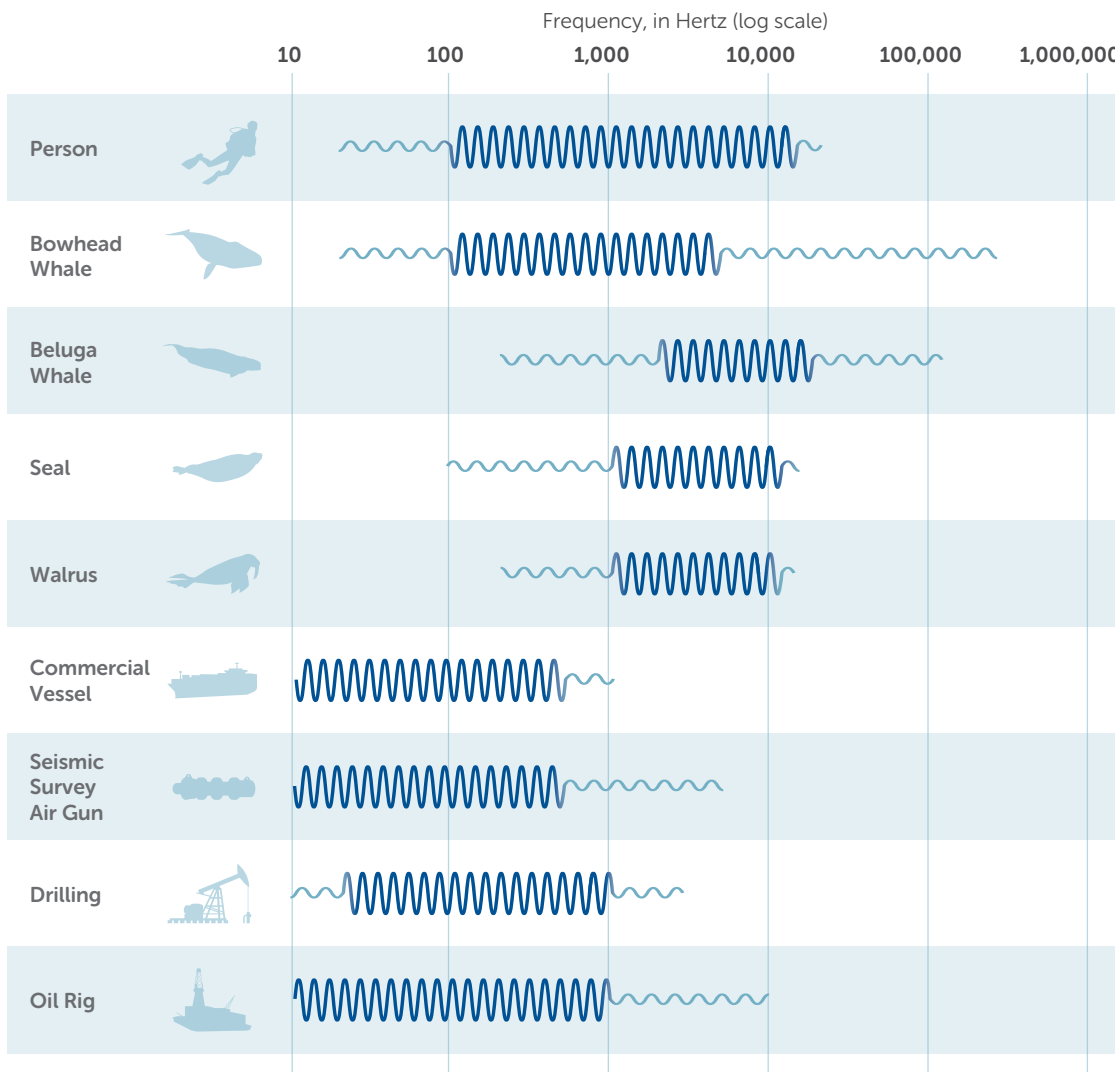 Frequency, in Hertz (log scale)
10 100 1,000 10,000 100,000 1,000,000
Person
Bowhead
Whale
Beluga
Whale
Seal
Walrus
Commercial
Vessel
Seismic
Survey
Air Gun
Drilling
Oil Rig